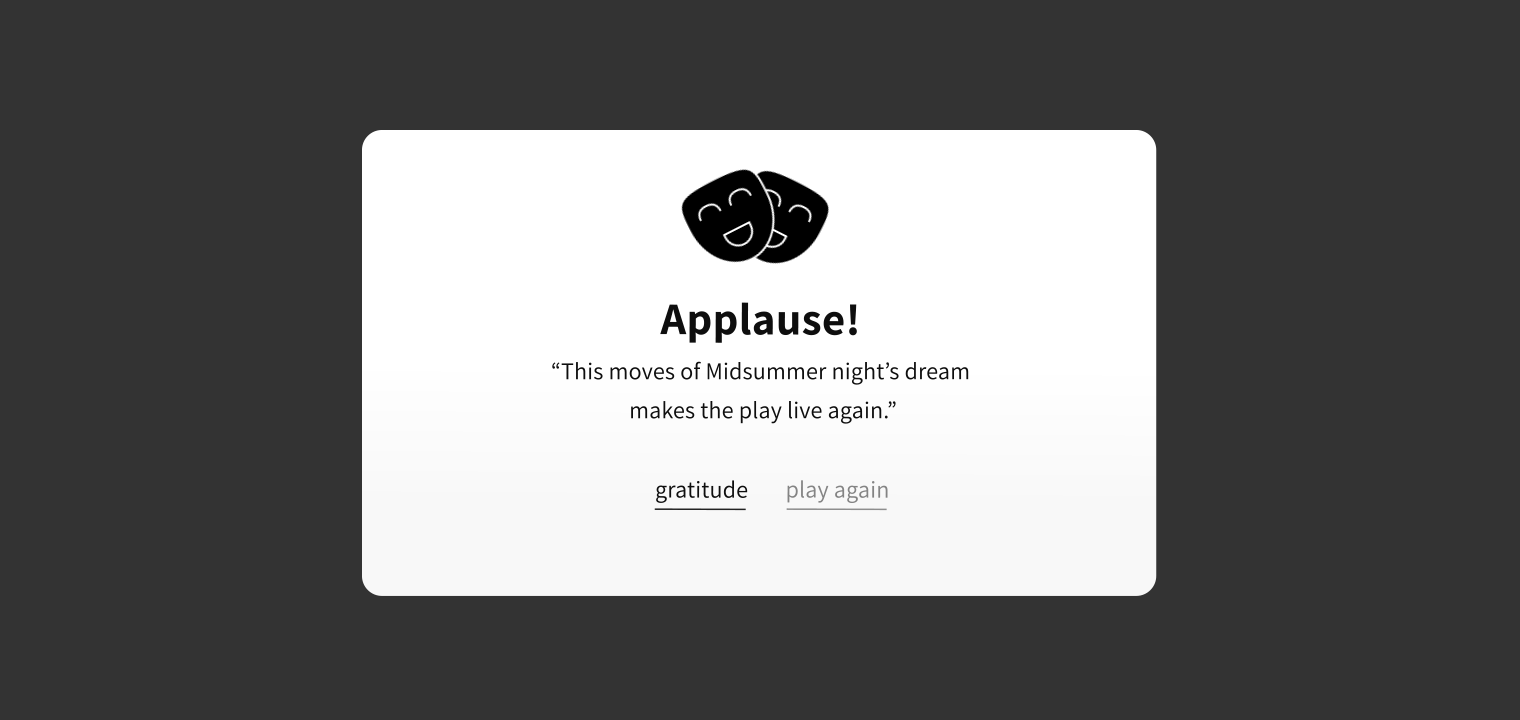 Applause!
“This moves of Midsummer night’s dream
makes the play live again.”
gratitude play again